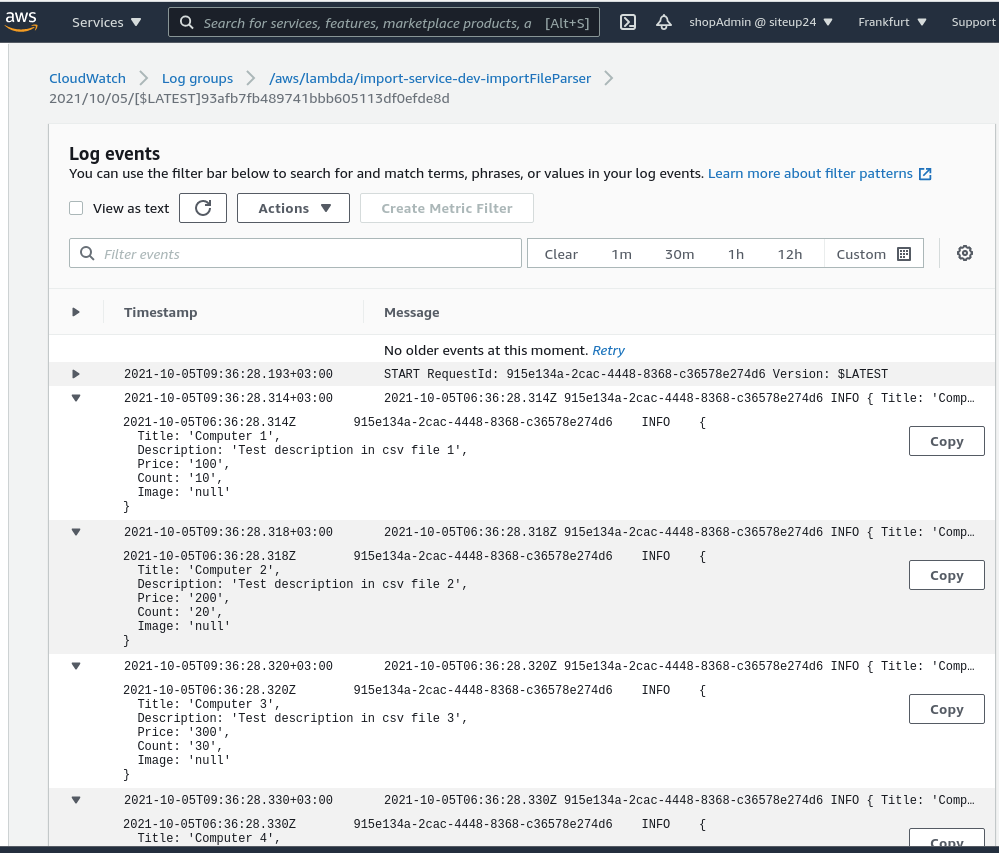 aws Services Search for services, features, marketplace products, a [Alt+S] shopAdmin @ siteup24 Frankfurt Support
CloudWatch Log groups /aws/lambda/import-service-dev-importFileParser
2021/10/05/[$LATEST]93afb7fb489741bbb605113df0efde8d
Log events
You can use the filter bar below to search for and match terms, phrases, or values in your log events. Learn more about filter patterns
View as text Actions Create Metric Filter
Filter events Clear 1m 30m 1h 12h Custom
Timestamp Message
No older events at this moment. Retry
2021-10-05T09:36:28.193+03:00 START RequestId: 915e134a-2cac-4448-8368-c36578e274d6 Version: $LATEST
2021-10-05T09:36:28.314+03:00 2021-10-05T06:36:28.314Z 915e134a-2cac-4448-8368-c36578e274d6 INFO { Title: 'Comp…
2021-10-05T06:36:28.314Z 915e134a-2cac-4448-8368-c36578e274d6 INFO {
Title: 'Computer 1',
Copy
Description: 'Test description in csv file 1',
Price: '100',
Count: '10',
Image: 'null'
}
2021-10-05T09:36:28.318+03:00 2021-10-05T06:36:28.318Z 915e134a-2cac-4448-8368-c36578e274d6 INFO { Title: 'Comp…
2021-10-05T06:36:28.318Z 915e134a-2cac-4448-8368-c36578e274d6 INFO {
Title: 'Computer 2',
Copy
Description: 'Test description in csv file 2',
Price: '200',
Count: '20',
Image: 'null'
}
2021-10-05T09:36:28.320+03:00 2021-10-05T06:36:28.320Z 915e134a-2cac-4448-8368-c36578e274d6 INFO { Title: 'Comp…
2021-10-05T06:36:28.320Z 915e134a-2cac-4448-8368-c36578e274d6 INFO {
Title: 'Computer 3',
Copy
Description: 'Test description in csv file 3',
Price: '300',
Count: '30',
Image: 'null'
}
2021-10-05T09:36:28.330+03:00 2021-10-05T06:36:28.330Z 915e134a-2cac-4448-8368-c36578e274d6 INFO { Title: 'Comp…
2021-10-05T06:36:28.330Z 915e134a-2cac-4448-8368-c36578e274d6 INFO {
Title: 'Computer 4',
Copy